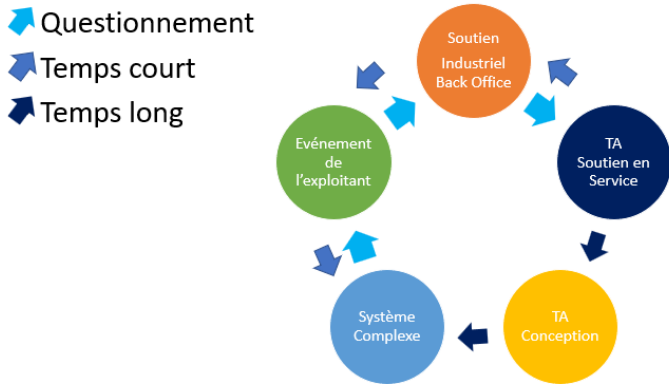 Questionnement
Temps court
Temps long
Soutien
Industriel
Back Office
Evénement
de
l'exploitant
TA
Soutien en
Service
Système
Complexe
TA
Conception